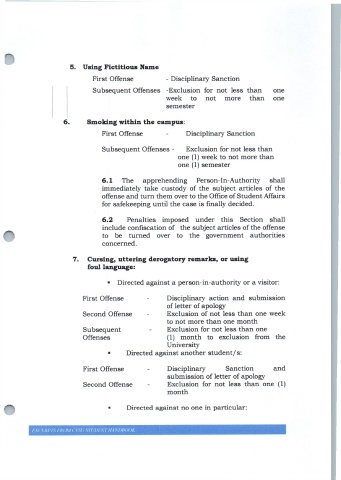 5. Using Fictitious Name
First Offense - Disciplinary Sanction
Subsequent Offenses -Exclusion for not less than one
week to not more than one
semester
6. Smoking within the campus:
First Offense - Disciplinary Sanction
Subsequent Offenses - Exclusion for not less than
one (1) week to not more than
one (1) semester
6.1 The apprehending Person-In-Authority shall
immediately take custody of the subject articles of the
offense and turn them over to the Office of Student Affairs
for safekeeping until the case is finally decided.
6.2 Penalties imposed under this Section shall
include confiscation of the subject articles of the offense
to be turned over to the government authorities
concerned.
7. Cursing, uttering derogatory remarks, or using
foul language:
• Directed against a person-in-authority or a visitor:
First Offense - Disciplinary action and submission
of letter of apology
Second Offense - Exclusion of not less than one week
to not more than one month
Subsequent - Exclusion for not less than one
Offenses (1) month to exclusion from the
University
• Directed against another student/s:
First Offense - Disciplinary Sanction and
submission of letter of apology
Second Offense - Exclusion for not less than one (1)
month
• Directed against no one in particular:
STUDENT HANDBOOK